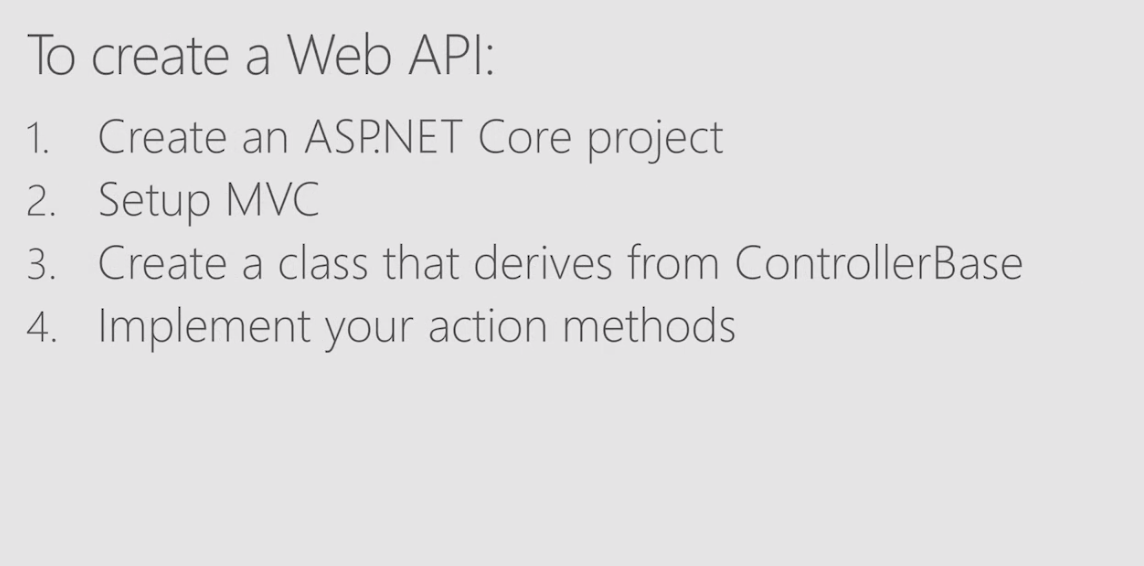 To create a Web API:
1. Create an ASP.NET Core project
2. Setup MVC
3. Create a class that derives from ControllerBase
4. Implement your action methods